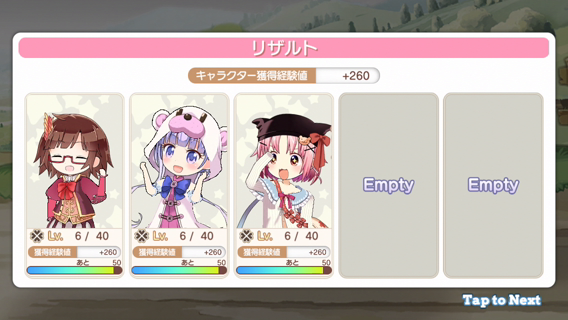 リザルト
キャラクター獲得経験値 +260
Lv. 6 / 40
獲得経験値 +260
あと 50
Lv. 6 / 40
獲得経験値 +260
あと 50
Lv. 6 / 40
獲得経験値 +260
あと 50
Empty
Empty
Tap to Next